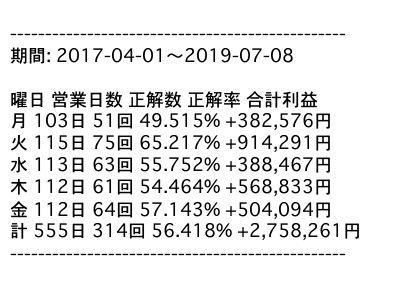 ------------------------------------------------
期間: 2017-04-01〜2019-07-08
曜日 営業日数 正解数 正解率 合計利益
月 103日 51回 49.515% +382,576円
火 115日 75回 65.217% +914,291円
水 113日 63回 55.752% +388,467円
木 112日 61回 54.464% +568,833円
金 112日 64回 57.143% +504,094円
計 555日 314回 56.418% +2,758,261円
------------------------------------------------